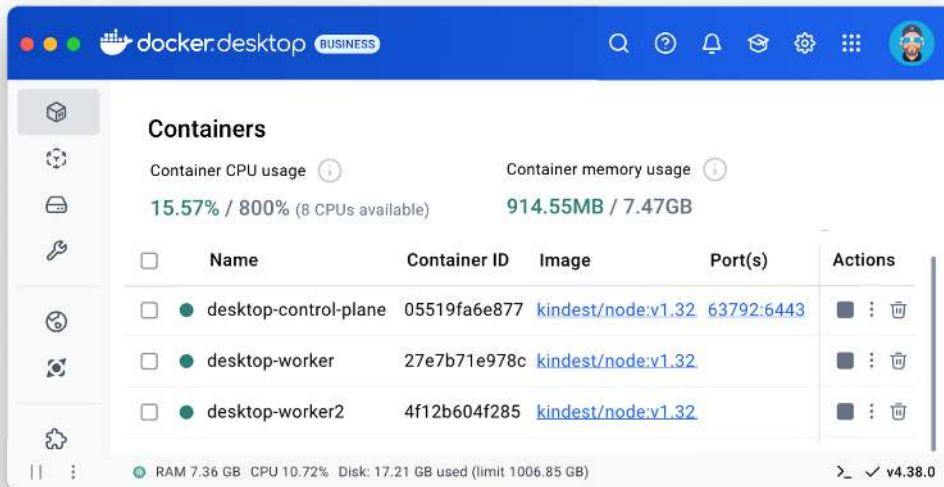 docker.desktop BUSINESS
Containers
Container CPU usage
Container memory usage
15.57% / 800% (8 CPUs available)
914.55MB / 7.47GB
Name Container ID Image Port(s) Actions
desktop-control-plane 05519fa6e877 kindest/node:v1.32. 63792:6443
desktop-worker 27e7b71e978c kindest/node:v1.32.
desktop-worker2 4f12b604f285 kindest/node:v1.32.
RAM 7.36 GB CPU 10.72% Disk: 17.21 GB used (limit 1006.85 GB) v4.38.0